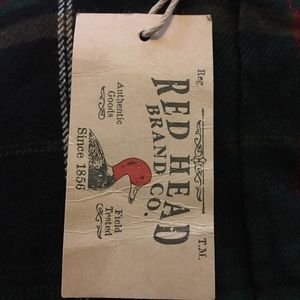 Reg
T.M.
RED HEAD
BRAND CO.
Authentic
Goods
Field
Tested
Since 1856